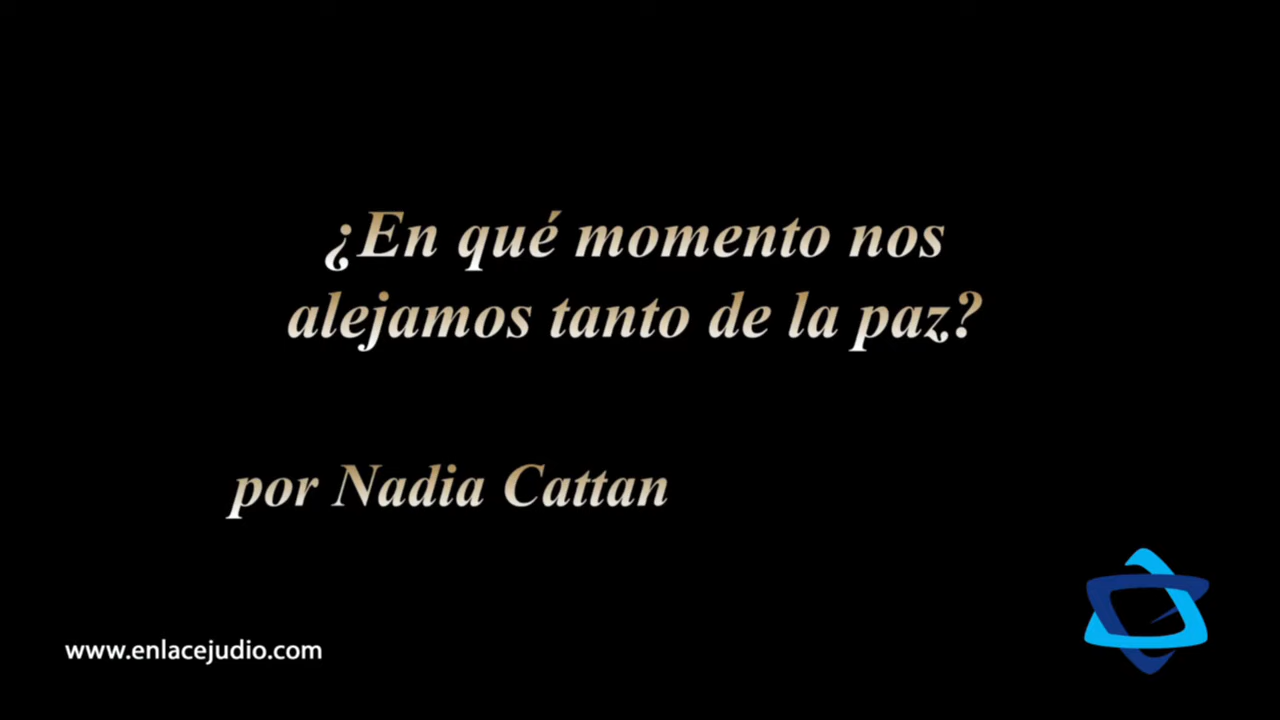 ¿En qué momento nos
alejamos tanto de la paz?
por Nadia Cattan
www.enlacejudio.com